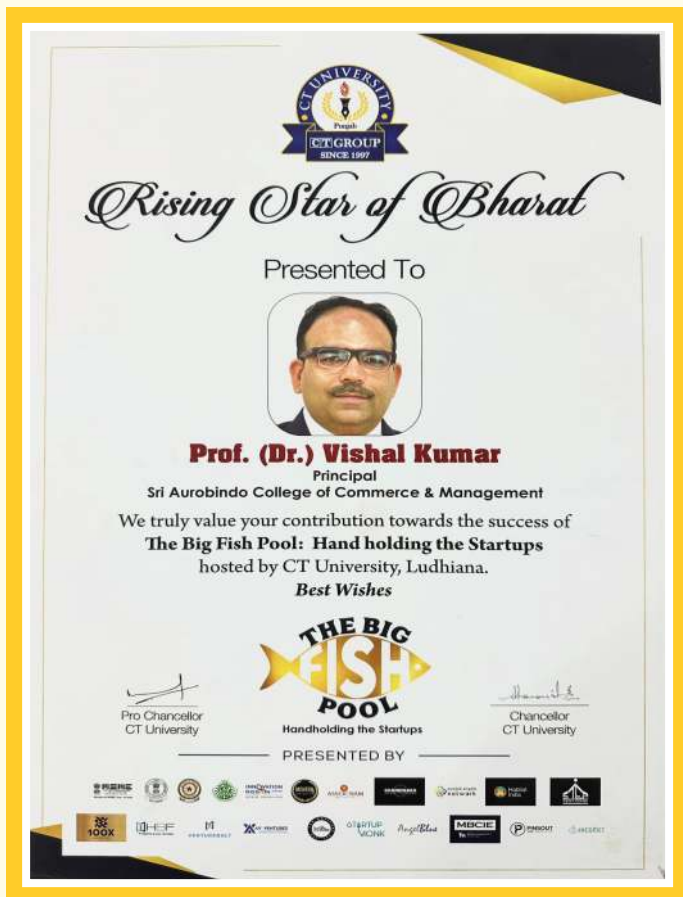 CT UNIVERSITY
Punjab
CT GROUP
SINCE 1997
Rising Star of Bharat
Presented To
Prof. (Dr.) Vishal Kumar
Principal
Sri Aurobindo College of Commerce & Management
We truly value your contribution towards the success of
The Big Fish Pool: Hand holding the Startups
hosted by CT University, Ludhiana.
Best Wishes
THE BIG
FISH
POOL
Handholding the Startups
Pro Chancellor
CT University
Chancellor
CT University
PRESENTED BY
100X
HBF
STARTUP
MONK
AngelBlue
MBCIE
PINGOUT